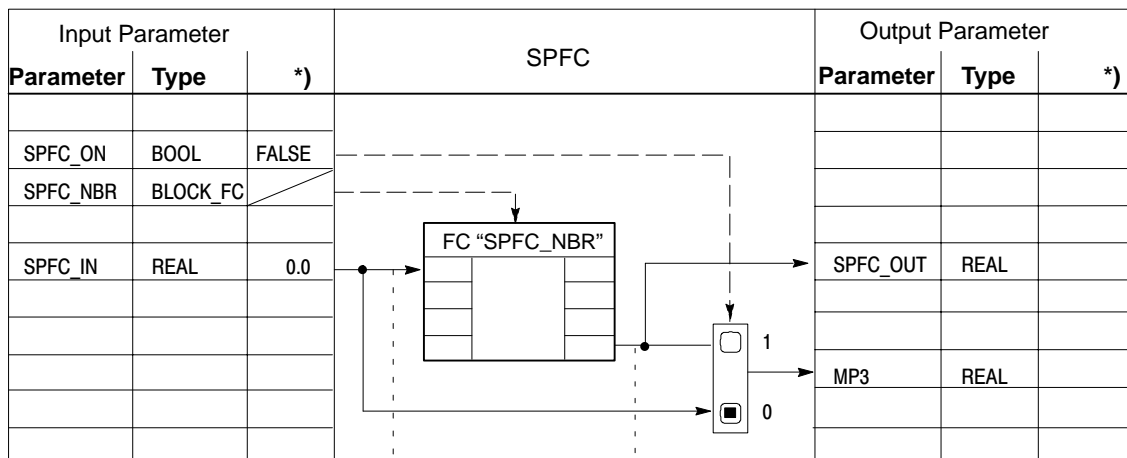 Input Parameter SPFC Output Parameter
Parameter Type *) Parameter Type *)
SPFC_ON BOOL FALSE
SPFC_NBR BLOCK_FC
FC “SPFC_NBR”
SPFC_IN REAL 0.0 SPFC_OUT REAL
1
MP3 REAL
0